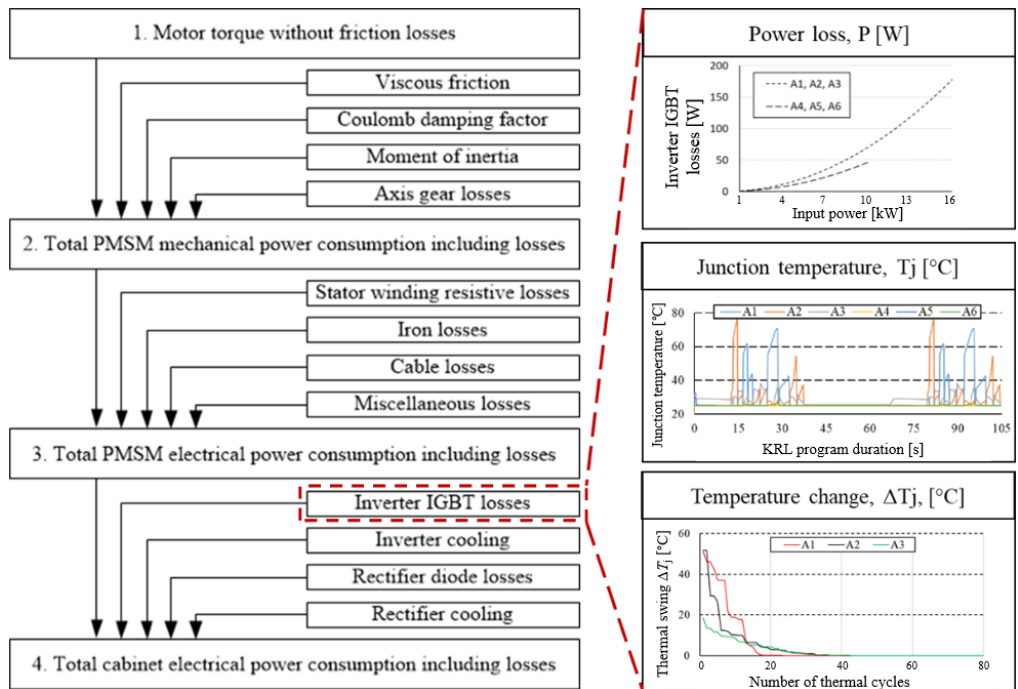 1. Motor torque without friction losses
Viscous friction
Coulomb damping factor
Moment of inertia
Axis gear losses
2. Total PMSM mechanical power consumption including losses
Stator winding resistive losses
Iron losses
Cable losses
Miscellaneous losses
3. Total PMSM electrical power consumption including losses
Inverter IGBT losses
Inverter cooling
Rectifier diode losses
Rectifier cooling
4. Total cabinet electrical power consumption including losses
Power loss, P [W]
Inverter IGBT
losses [W]
200
150
100
50
0
A1, A2, A3
A4, A5, A6
1 4 7 10 13 16
Input power [kW]
Junction temperature, Tj [°C]
Junction temperature [°C]
80
60
40
20
A1 A2 A3 A4 A5 A6
0 15 30 45 60 75 90 105
KRL program duration [s]
Temperature change, ΔTj, [°C]
Thermal swing ΔTj [°C]
60
40
20
0
A1 A2 A3
0 20 40 60 80
Number of thermal cycles